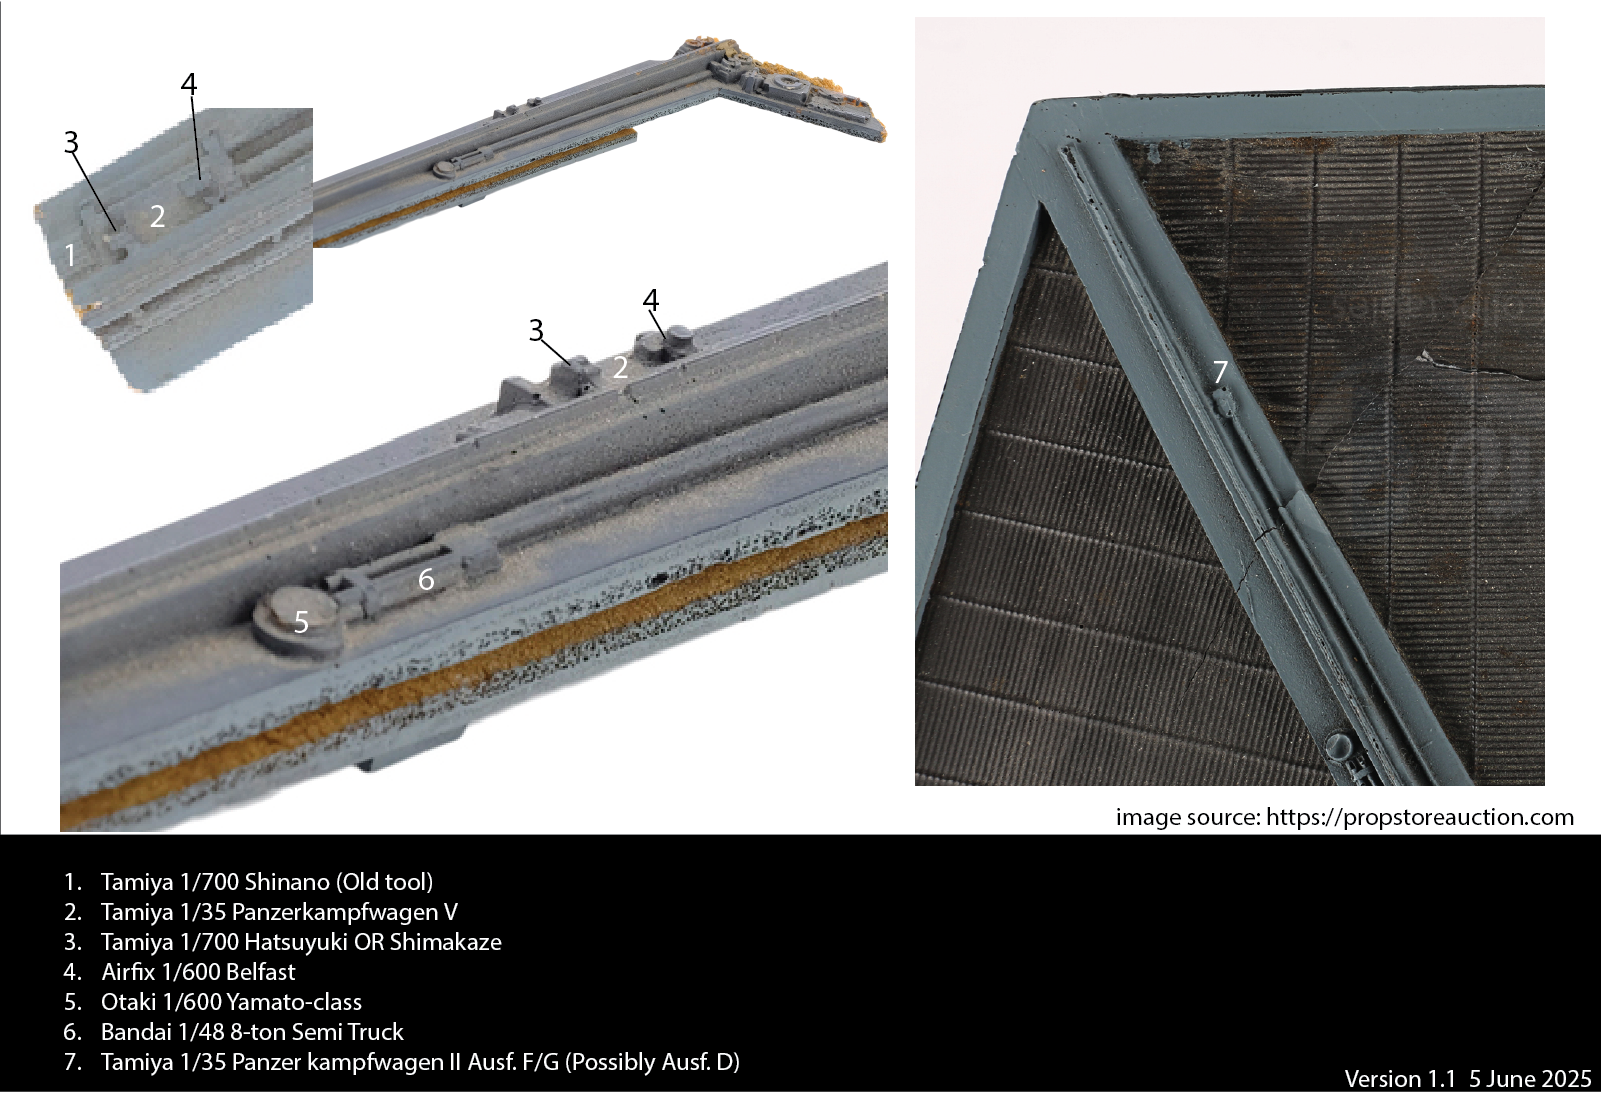 4
3
2
1
3
4
2
5
6
7
image source: https://propstoreauction.com
1. Tamiya 1/700 Shinano (Old tool)
2. Tamiya 1/35 Panzerkampfwagen V
3. Tamiya 1/700 Hatsuyuki OR Shimakaze
4. Airfix 1/600 Belfast
5. Otaki 1/600 Yamato-class
6. Bandai 1/48 8-ton Semi Truck
7. Tamiya 1/35 Panzer kampfwagen II Ausf. F/G (Possibly Ausf. D)
Version 1.1 5 June 2025